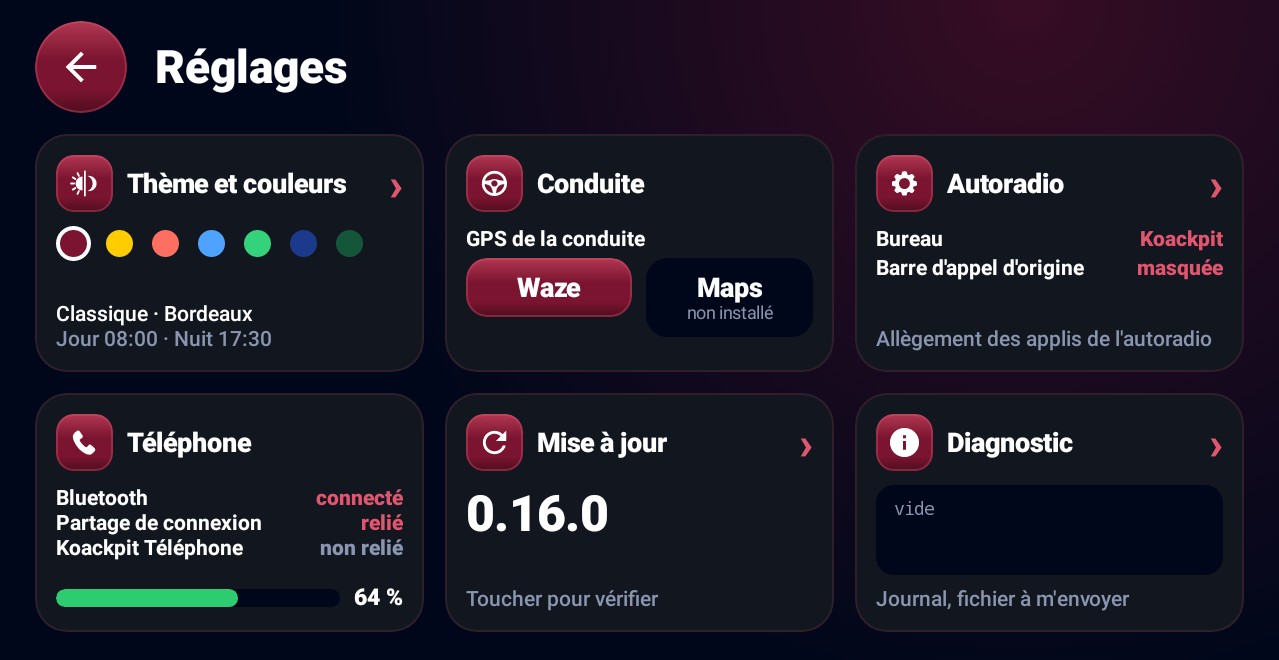 Réglages
Thème et couleurs
Classique · Bordeaux
Jour 08:00 · Nuit 17:30
Conduite
GPS de la conduite
Waze
Maps
non installé
Autoradio
Bureau Koackpit
Barre d'appel d'origine masquée
Allègement des applis de l'autoradio
Téléphone
Bluetooth connecté
Partage de connexion relié
Koackpit Téléphone non relié
64 %
Mise à jour
0.16.0
Toucher pour vérifier
Diagnostic
vide
Journal, fichier à m'envoyer